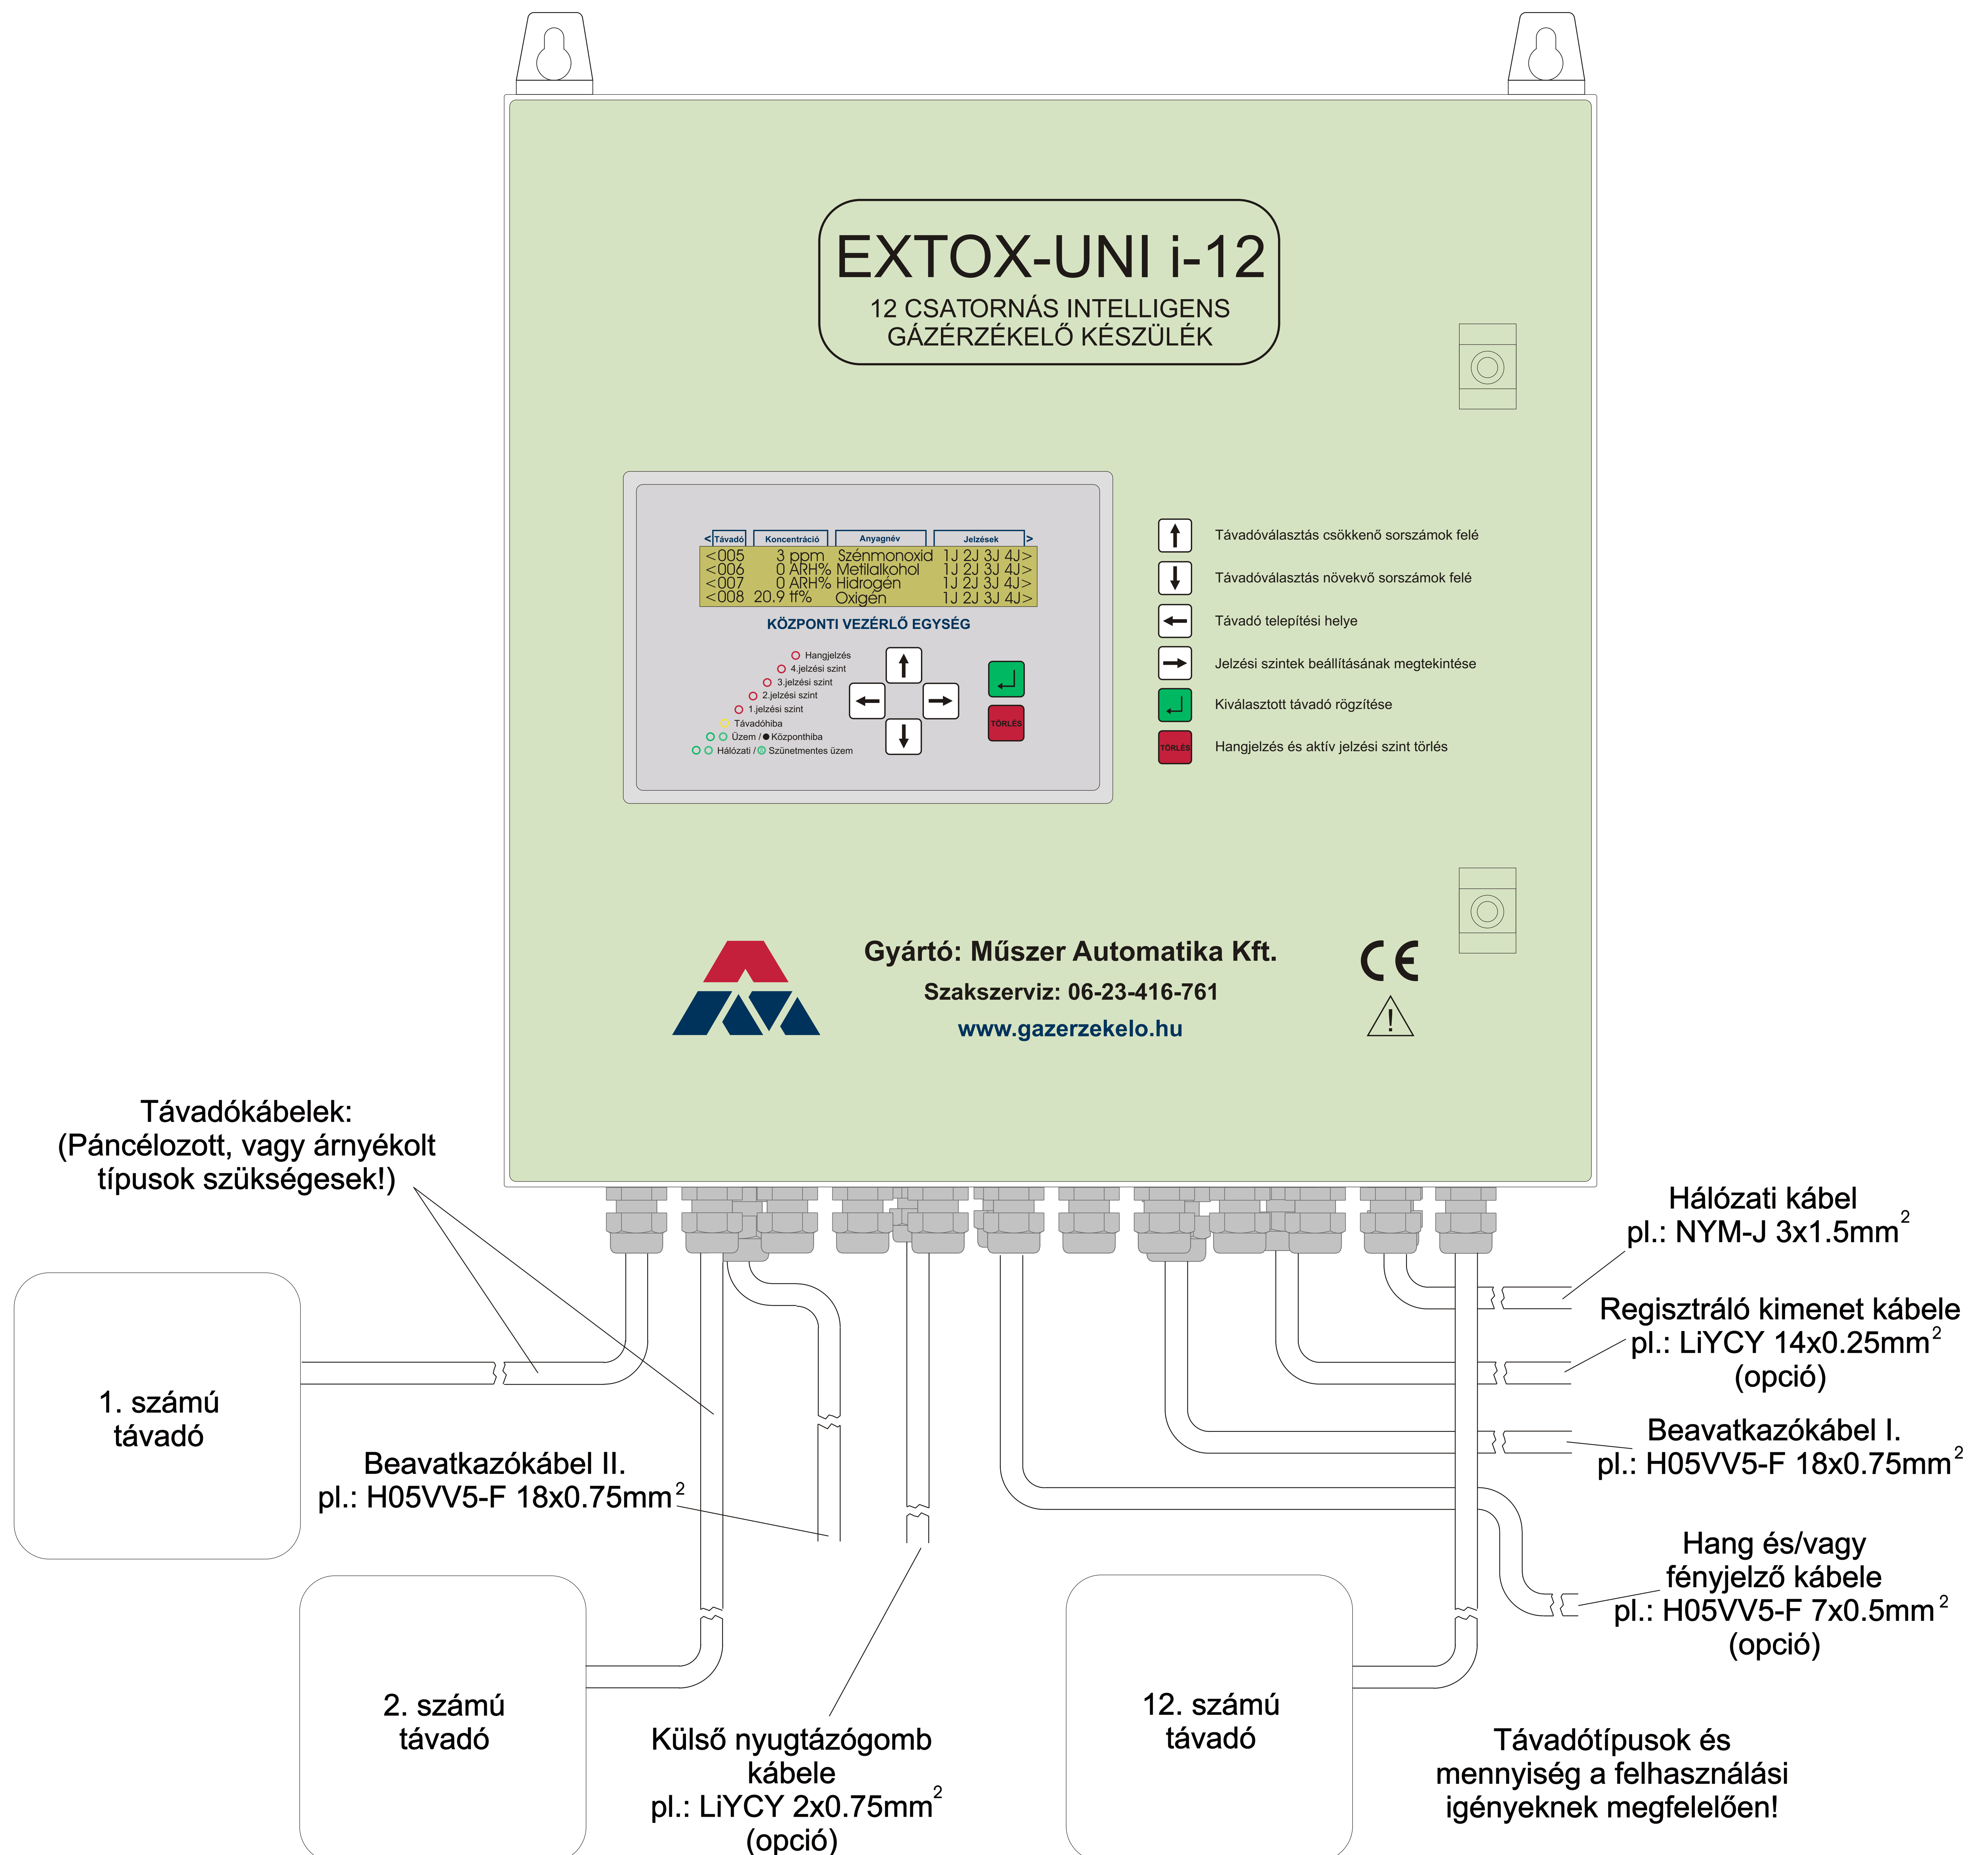 EXTOX-UNI i-12
12 CSATORNÁS INTELLIGENS
GÁZÉRZÉKELŐ KÉSZÜLÉK
< Távadó Koncentráció Anyagnév Jelzések >
<005 3 ppm Szénmonoxid 1J 2J 3J 4J>
<006 0 ARH% Metilalkohol 1J 2J 3J 4J>
<007 0 ARH% Hidrogén 1J 2J 3J 4J>
<008 20.9 tf% Oxigén 1J 2J 3J 4J>
KÖZPONTI VEZÉRLŐ EGYSÉG
Hangjelzés
4.jelzési szint
3.jelzési szint
2.jelzési szint
1.jelzési szint
Távadóhiba
Üzem / Központhiba
Hálózati / Szünetmentes üzem
TÖRLÉS
Távadóválasztás csökkenő sorszámok felé
Távadóválasztás növekvő sorszámok felé
Távadó telepítési helye
Jelzési szintek beállításának megtekintése
Kiválasztott távadó rögzítése
TÖRLÉS Hangjelzés és aktív jelzési szint törlés
Gyártó: Műszer Automatika Kft.
Szakszerviz: 06-23-416-761
www.gazerzekelo.hu
CE
!
Távadókábelek:
(Páncélozott, vagy árnyékolt
típusok szükségesek!)
Hálózati kábel
pl.: NYM-J 3x1.5mm²
Regisztráló kimenet kábele
pl.: LiYCY 14x0.25mm²
(opció)
Beavatkazókábel I.
pl.: H05VV5-F 18x0.75mm²
Hang és/vagy
fényjelző kábele
pl.: H05VV5-F 7x0.5mm²
(opció)
1. számú
távadó
Beavatkazókábel II.
pl.: H05VV5-F 18x0.75mm²
2. számú
távadó
Külső nyugtázógomb
kábele
pl.: LiYCY 2x0.75mm²
(opció)
12. számú
távadó
Távadótípusok és
mennyiség a felhasználási
igényeknek megfelelően!